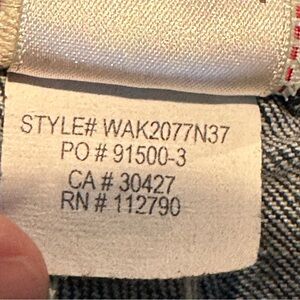 STYLE# WAK2077N37
PO # 91500-3
CA # 30427
RN # 112790